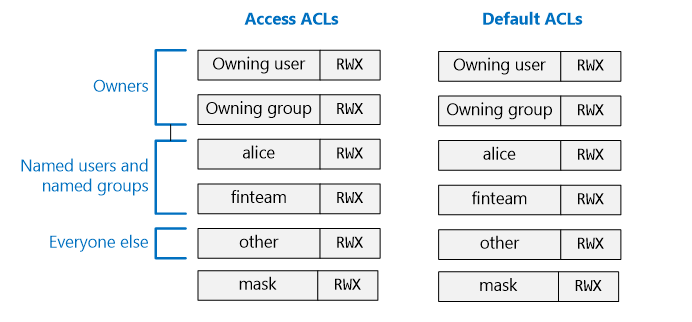 Access ACLs Default ACLs
Owners
Owning user RWX Owning user RWX
Owning group RWX Owning group RWX
Named users and
named groups
alice RWX alice RWX
finteam RWX finteam RWX
Everyone else
other RWX other RWX
mask RWX mask RWX